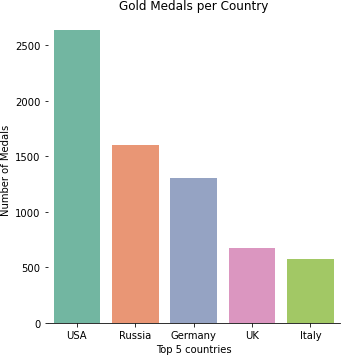 Gold Medals per Country
Number of Medals
2500
2000
1500
1000
500
0
USA Russia Germany UK Italy
Top 5 countries